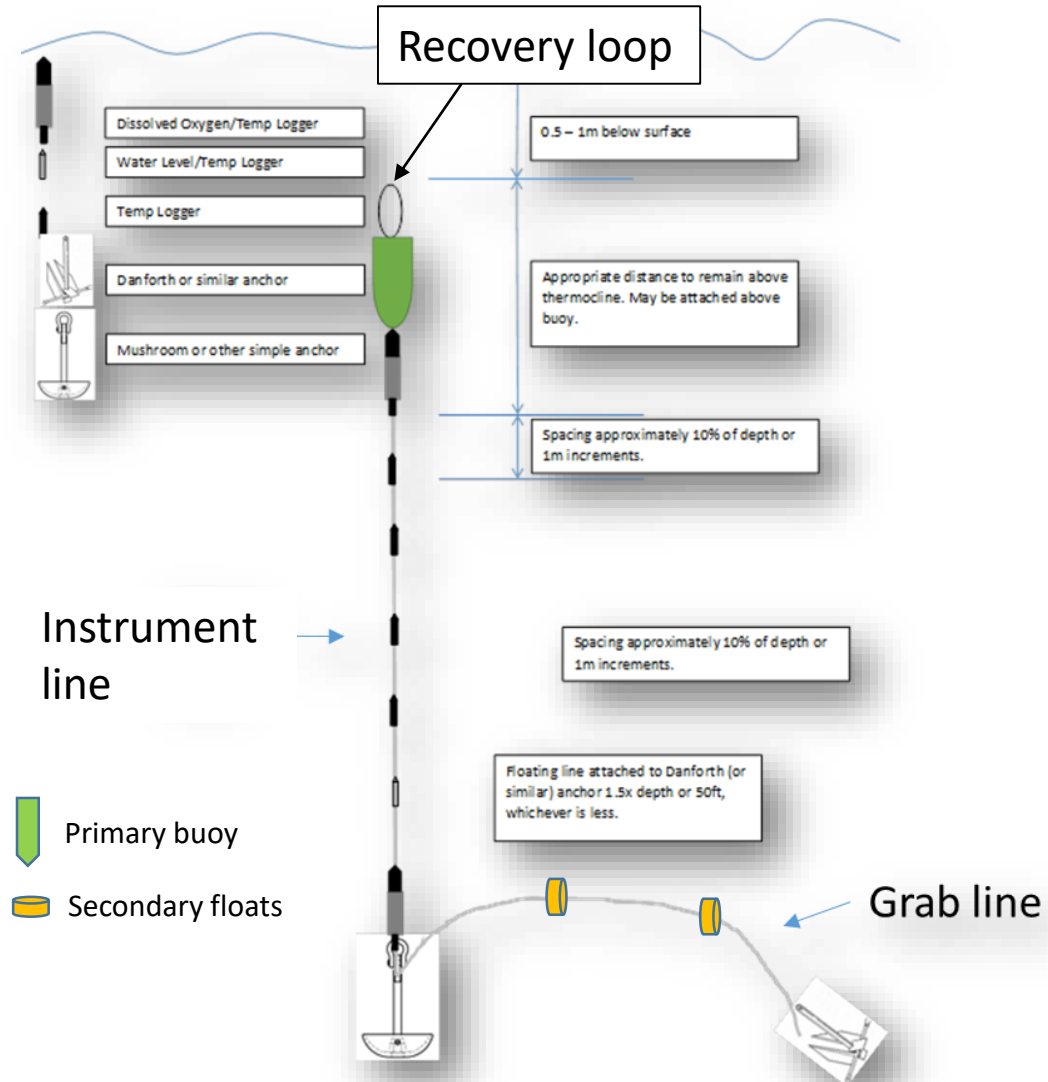 Recovery loop
Dissolved Oxygen/Temp Logger
Water Level/Temp Logger
Temp Logger
Danforth or similar anchor
Mushroom or other simple anchor
0.5 – 1m below surface
Appropriate distance to remain above
thermocline. May be attached above
buoy.
Spacing approximately 10% of depth or
1m increments.
Instrument
line
Spacing approximately 10% of depth or
1m increments.
Floating line attached to Danforth (or
similar) anchor 1.5x depth or 50ft,
whichever is less.
Primary buoy
Secondary floats
Grab line